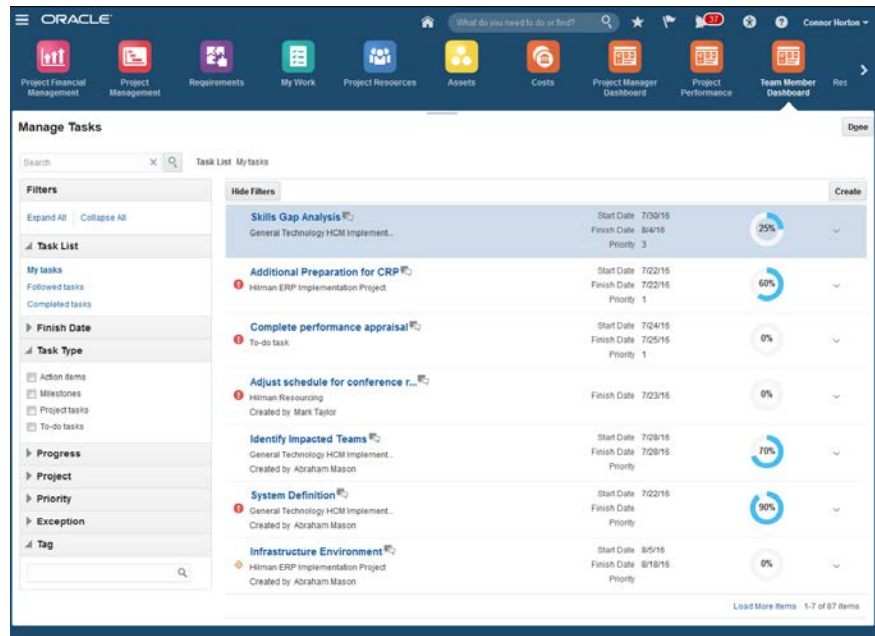 ORACLE
What do you need to do or find?
37
Connor Horton
Project Financial
Management
Project
Management
Requirements
My Work
Project Resources
Assets
Costs
Project Manager
Dashboard
Project
Performance
Team Member
Dashboard
Res
Manage Tasks
Done
Search
Task List My tasks
Filters
Hide Filters
Create
Expand All Collapse All
Task List
My tasks
Followed tasks
Completed tasks
Finish Date
Task Type
Action items
Milestones
Project tasks
To-do tasks
Progress
Project
Priority
Exception
Tag
Skills Gap Analysis
General Technology HCM Implement...
Start Date 7/30/16
Finish Date 8/4/16
Priority 3
25%
Additional Preparation for CRP
Hilman ERP Implementation Project
Start Date 7/22/16
Finish Date 7/22/16
Priority 1
60%
Complete performance appraisal
To-do task
Start Date 7/24/16
Finish Date 7/25/16
Priority 1
0%
Adjust schedule for conference r...
Hilman Resourcing
Created by Mark Taylor
Finish Date 7/23/16
0%
Identify Impacted Teams
General Technology HCM Implement...
Created by Abraham Mason
Start Date 7/28/16
Finish Date 7/28/16
Priority
70%
System Definition
General Technology HCM Implement...
Created by Abraham Mason
Start Date 7/22/16
Finish Date
Priority
90%
Infrastructure Environment
Hilman ERP Implementation Project
Created by Abraham Mason
Start Date 8/5/16
Finish Date 8/18/16
Priority
0%
Load More Items 1-7 of 87 items